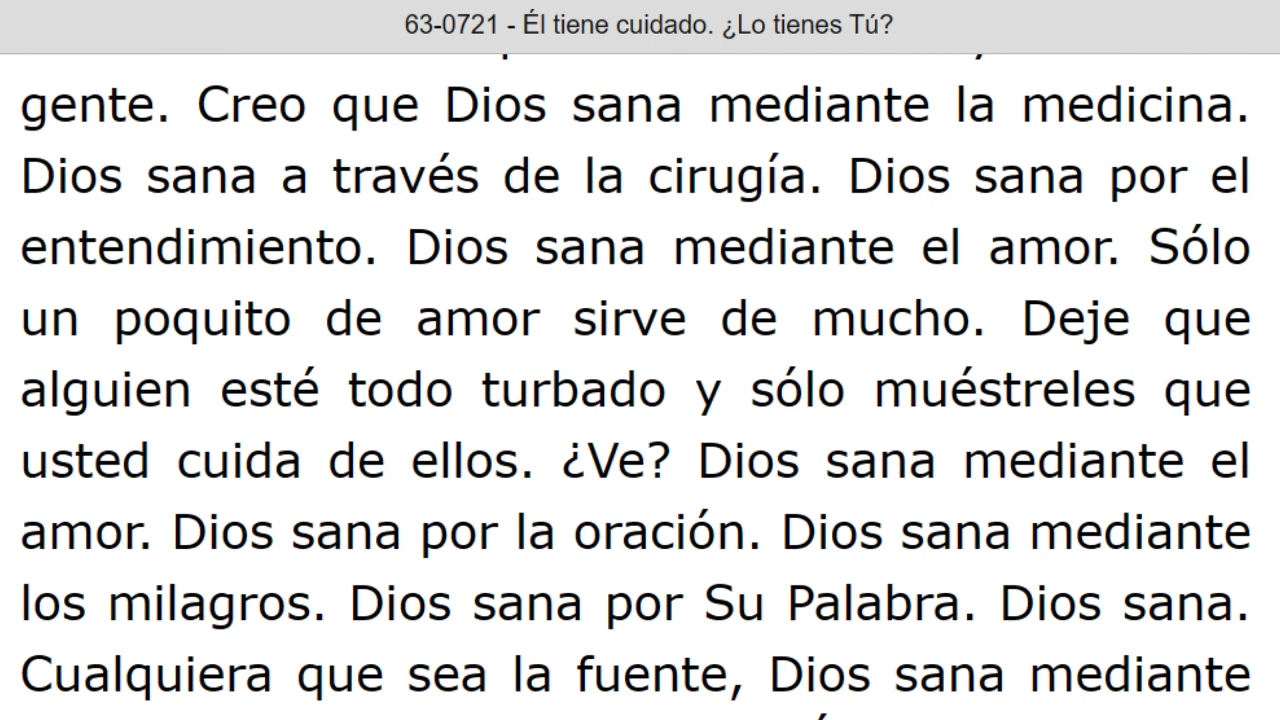 63-0721 - Él tiene cuidado. ¿Lo tienes Tú?
gente. Creo que Dios sana mediante la medicina.
Dios sana a través de la cirugía. Dios sana por el
entendimiento. Dios sana mediante el amor. Sólo
un poquito de amor sirve de mucho. Deje que
alguien esté todo turbado y sólo muéstreles que
usted cuida de ellos. ¿Ve? Dios sana mediante el
amor. Dios sana por la oración. Dios sana mediante
los milagros. Dios sana por Su Palabra. Dios sana.
Cualquiera que sea la fuente, Dios sana mediante